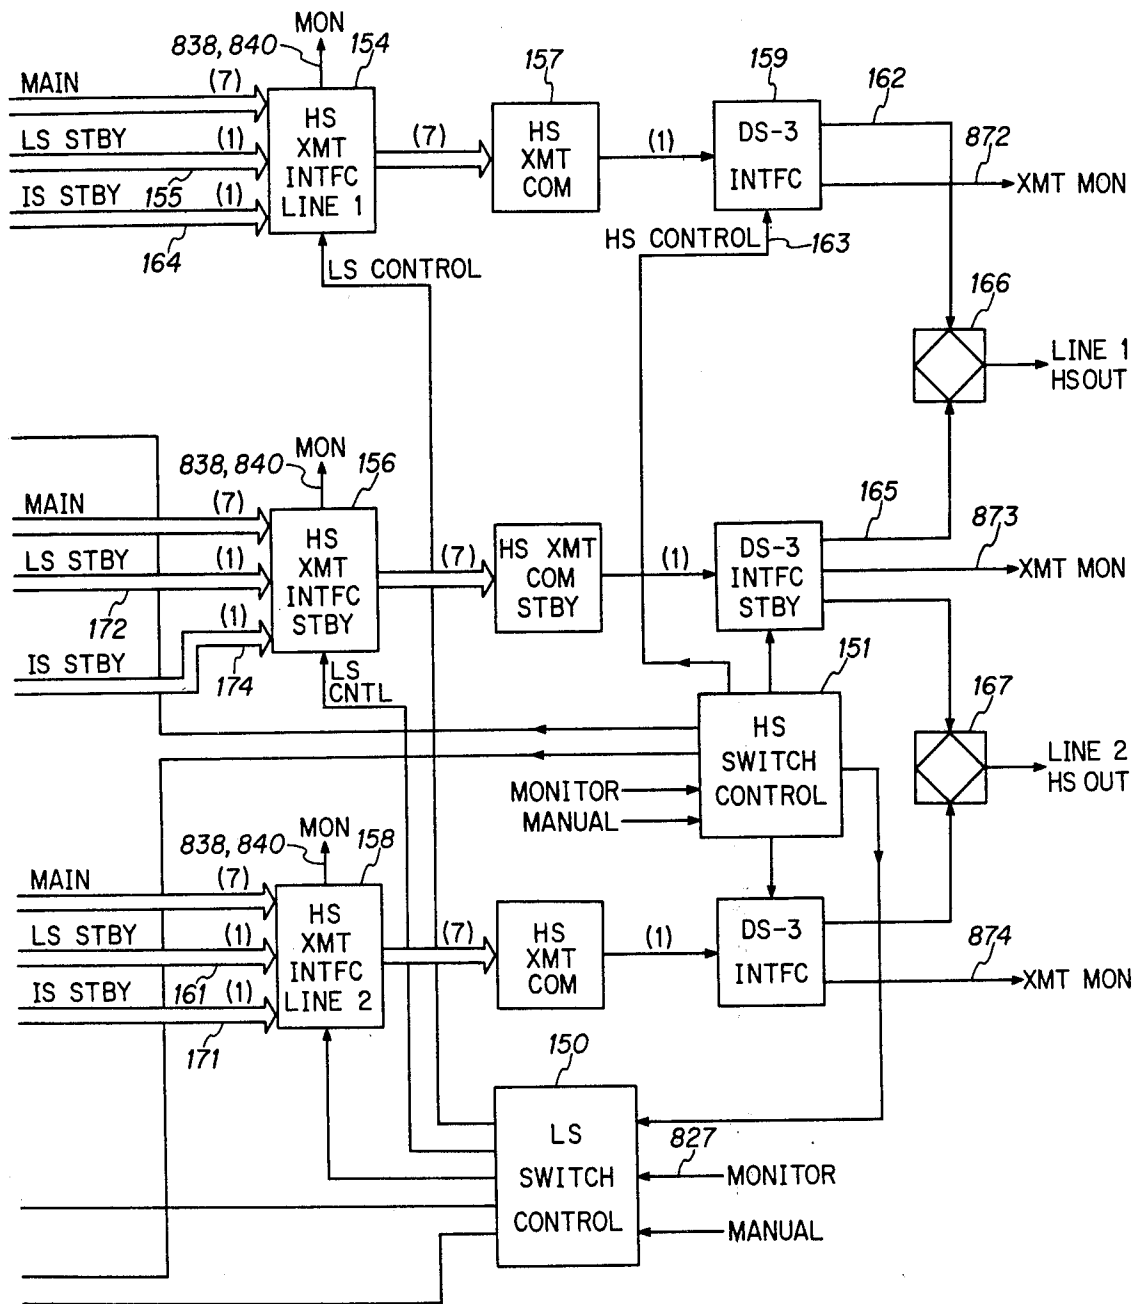 MON
838, 840
154
MAIN (7)
LS STBY (1)
155
IS STBY (1)
164
HS
XMT
INTFC
LINE 1
(7)
157
HS
XMT
COM
(1)
159
DS-3
INTFC
162
872
XMT MON
HS CONTROL
163
LS CONTROL
166
LINE 1
HS OUT
MON
838, 840
156
MAIN (7)
LS STBY (1)
172
(1)
IS STBY
174
HS
XMT
INTFC
STBY
(7)
HS XMT
COM
STBY
(1)
DS-3
INTFC
STBY
165
873
XMT MON
LS
CNTL
151
HS
SWITCH
CONTROL
MONITOR
MANUAL
167
LINE 2
HS OUT
MON
838, 840
158
MAIN (7)
LS STBY (1)
161
IS STBY (1)
171
HS
XMT
INTFC
LINE 2
(7)
HS
XMT
COM
(1)
DS-3
INTFC
874
XMT MON
150
LS
SWITCH
CONTROL
827
MONITOR
MANUAL